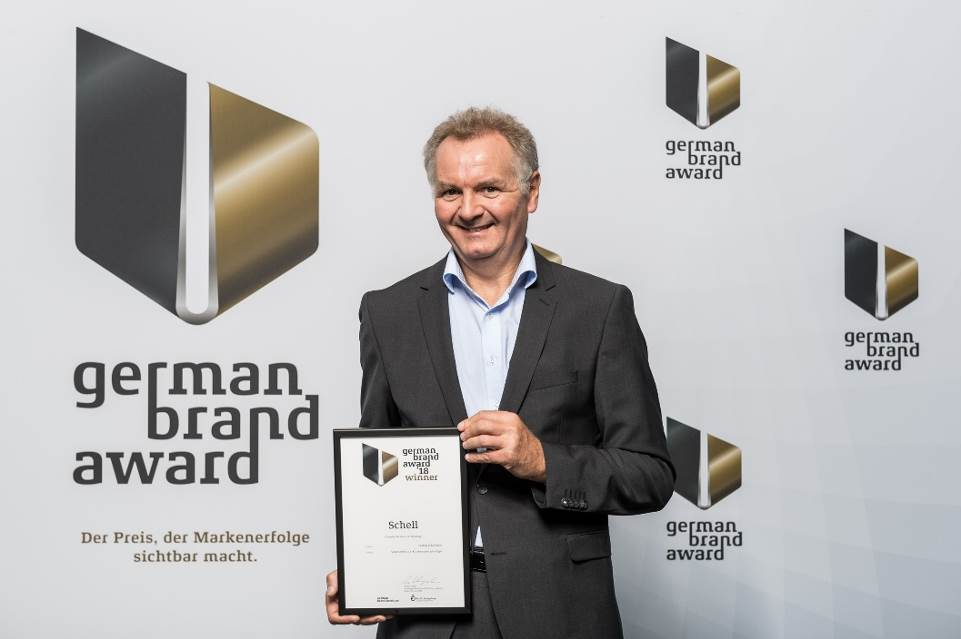 german
brand
award
Der Preis, der Markenerfolge
sichtbar macht.
german
brand
award
german
brand
award
german
brand
award
german
brand
award
'18
winner
Schell